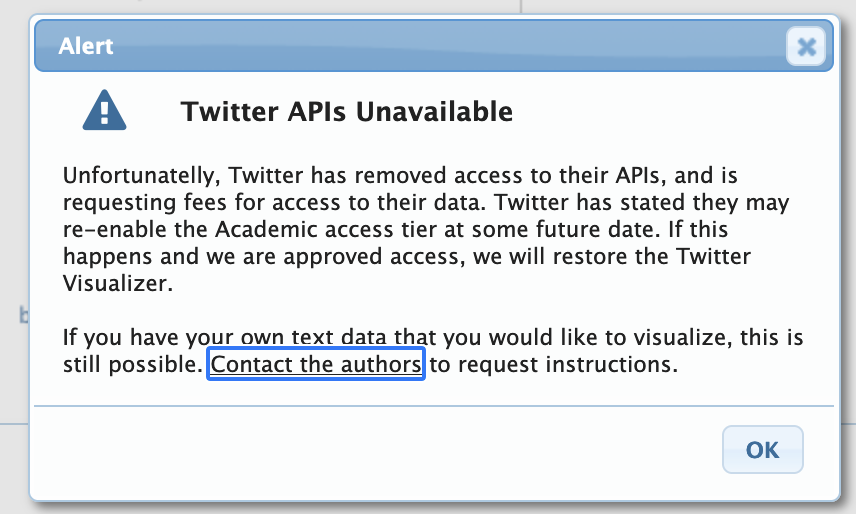 Alert
Twitter APIs Unavailable
Unfortunatelly, Twitter has removed access to their APIs, and is
requesting fees for access to their data. Twitter has stated they may
re-enable the Academic access tier at some future date. If this
happens and we are approved access, we will restore the Twitter
Visualizer.
If you have your own text data that you would like to visualize, this is
still possible. Contact the authors to request instructions.
OK